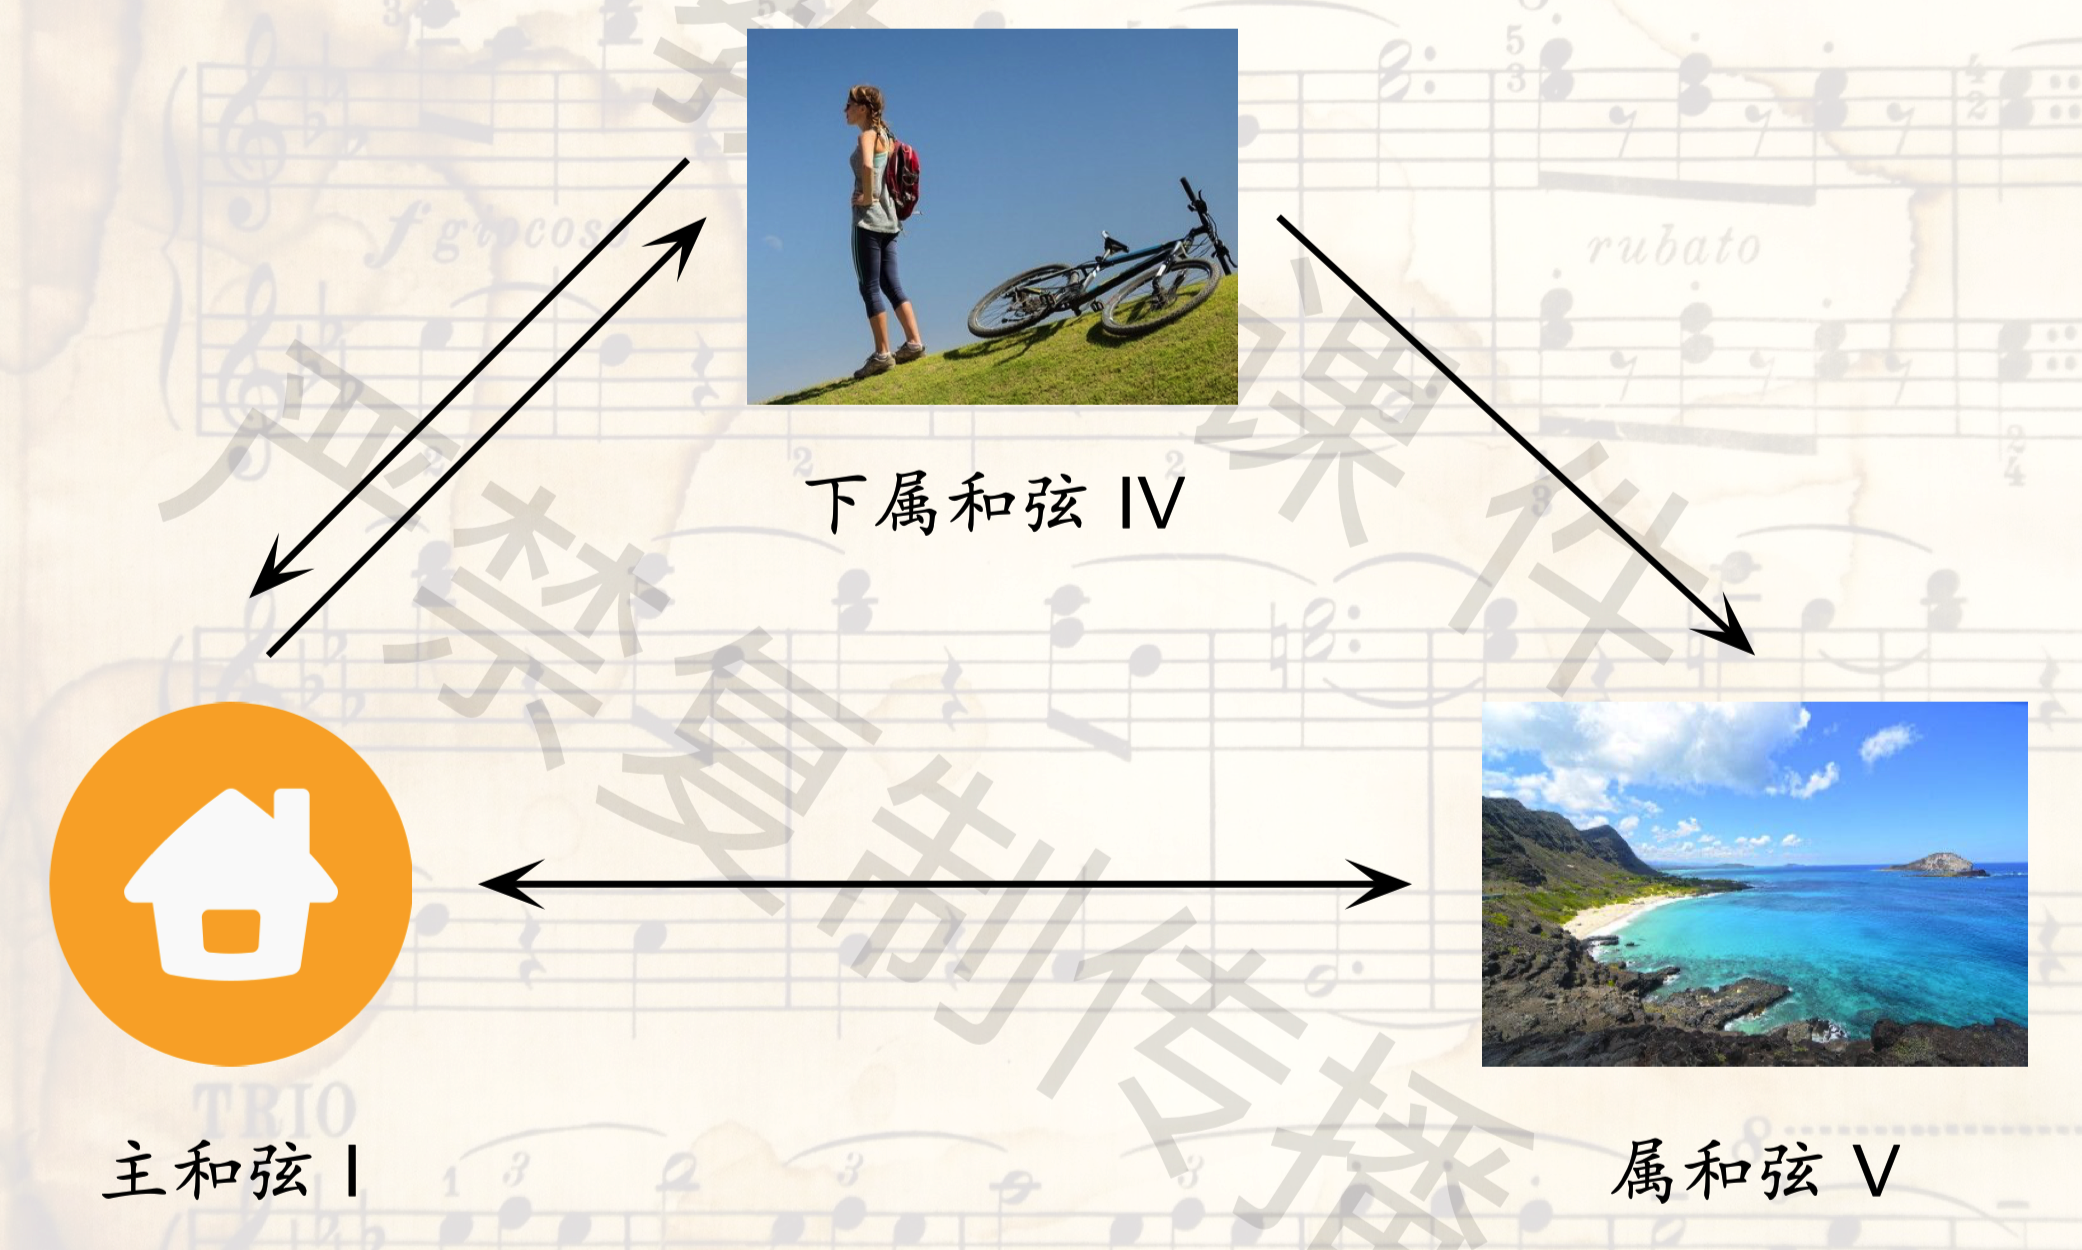 下属和弦 IV
主和弦 I
属和弦 V
严禁复制传播
课件
f giocoso
rubato
TRIO